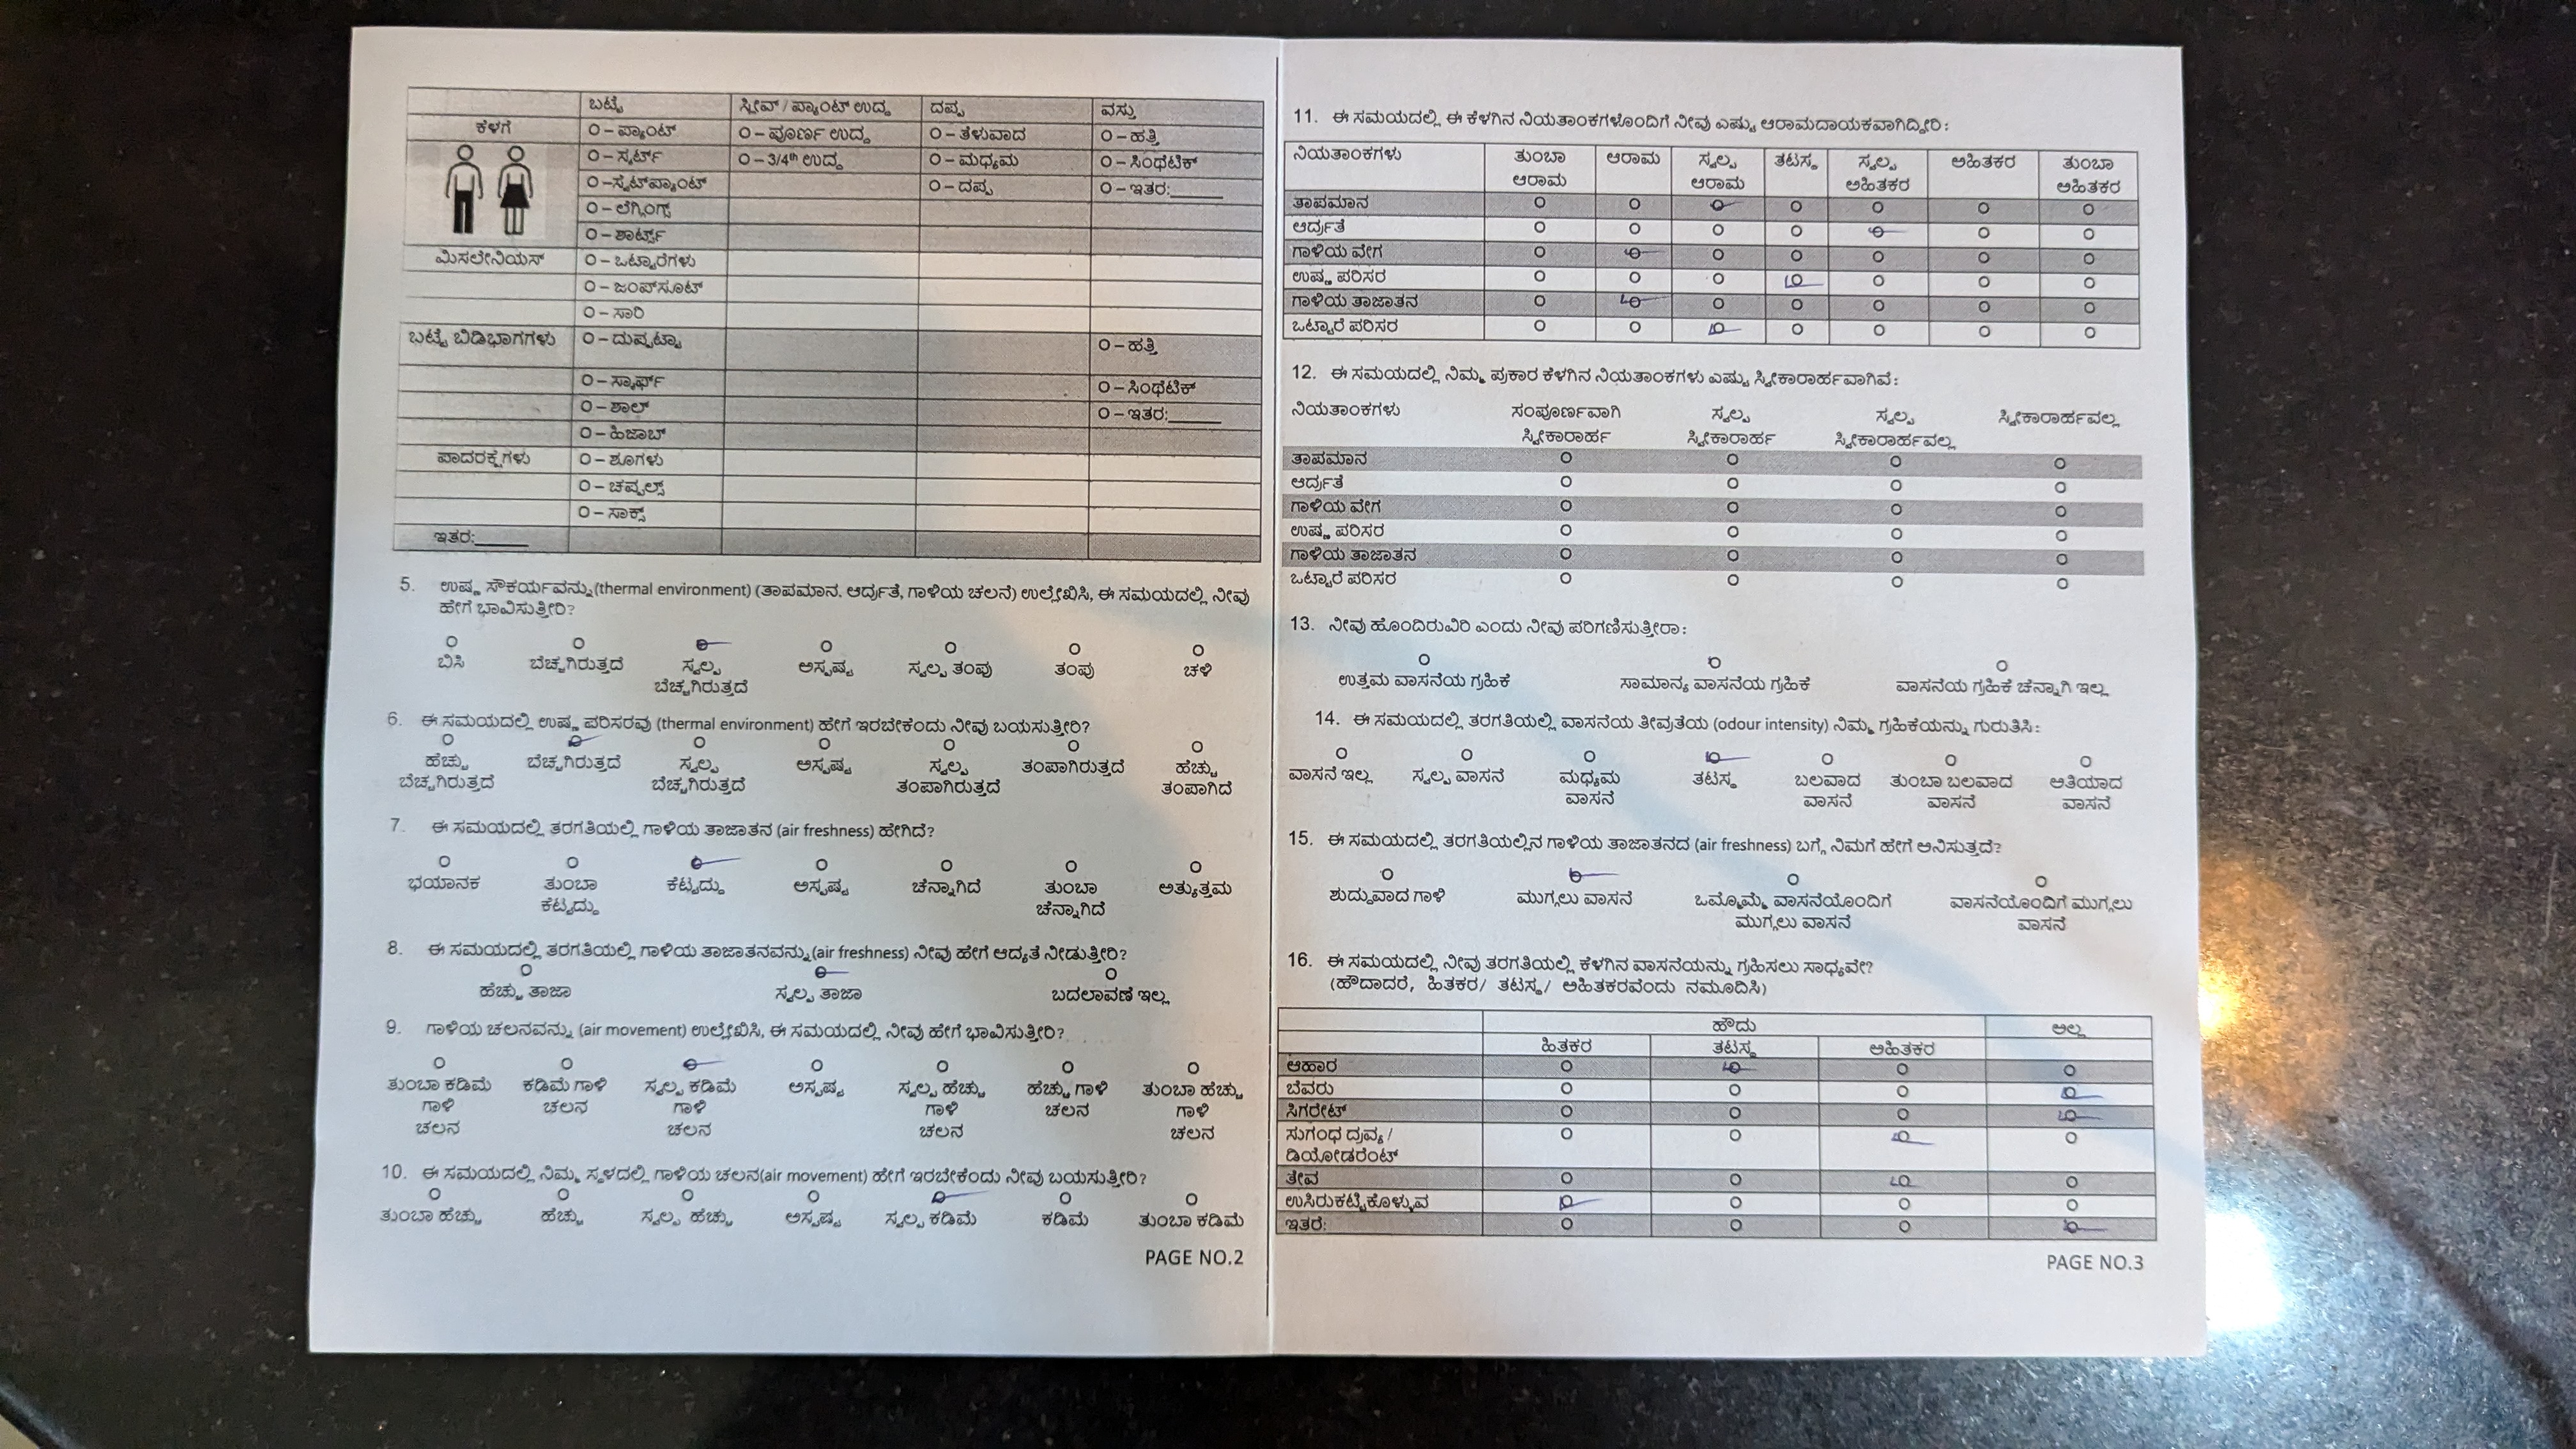 ಬಟ್ಟೆ ಸ್ಲೀವ್ / ಪ್ಯಾಂಟ್ ಉದ್ದ ದಪ್ಪ ವಸ್ತು
ಕೆಳಗೆ O – ಪ್ಯಾಂಟ್ O – ಪೂರ್ಣ ಉದ್ದ O – ತೆಳುವಾದ O – ಹತ್ತಿ
O – ಸ್ಕರ್ಟ್ O – 3/4th ಉದ್ದ O – ಮಧ್ಯಮ O – ಸಿಂಥೆಟಿಕ್
O –ಸ್ವೆಟ್‌ಪ್ಯಾಂಟ್ O – ದಪ್ಪ O – ಇತರ:______
O – ಲೆಗ್ಗಿಂಗ್ಸ್
O – ಶಾರ್ಟ್ಸ್
ಮಿಸಲೇನಿಯಸ್ O – ಒಟ್ಟಾರೆಗಳು
O – ಜಂಪ್‌ಸೂಟ್
O – ಸಾರಿ
ಬಟ್ಟೆ ಬಿಡಿಭಾಗಗಳು O – ದುಪ್ಪಟ್ಟಾ O – ಹತ್ತಿ
O – ಸ್ಕಾರ್ಫ್ O – ಸಿಂಥೆಟಿಕ್
O – ಶಾಲ್ O – ಇತರ:______
O – ಹಿಜಾಬ್
ಪಾದರಕ್ಷೆಗಳು O – ಶೂಗಳು
O – ಚಪ್ಪಲ್ಸ್
O – ಸಾಕ್ಸ್
ಇತರ:______
5. ಉಷ್ಣ ಸೌಕರ್ಯವನ್ನು(thermal environment) (ತಾಪಮಾನ, ಆರ್ದ್ರತೆ, ಗಾಳಿಯ ಚಲನೆ) ಉಲ್ಲೇಖಿಸಿ, ಈ ಸಮಯದಲ್ಲಿ ನೀವು
ಹೇಗೆ ಭಾವಿಸುತ್ತೀರಿ?
ಬಿಸಿ ಬೆಚ್ಚಗಿರುತ್ತದೆ ಸ್ವಲ್ಪ ಅಸ್ಪಷ್ಟ ಸ್ವಲ್ಪ ತಂಪು ತಂಪು ಚಳಿ
ಬೆಚ್ಚಗಿರುತ್ತದೆ
6. ಈ ಸಮಯದಲ್ಲಿ ಉಷ್ಣ ಪರಿಸರವು (thermal environment) ಹೇಗೆ ಇರಬೇಕೆಂದು ನೀವು ಬಯಸುತ್ತೀರಿ?
ಹೆಚ್ಚು ಬೆಚ್ಚಗಿರುತ್ತದೆ ಸ್ವಲ್ಪ ಅಸ್ಪಷ್ಟ ಸ್ವಲ್ಪ ತಂಪಾಗಿರುತ್ತದೆ ಹೆಚ್ಚು
ಬೆಚ್ಚಗಿರುತ್ತದೆ ಬೆಚ್ಚಗಿರುತ್ತದೆ ತಂಪಾಗಿರುತ್ತದೆ ತಂಪಾಗಿದೆ
7. ಈ ಸಮಯದಲ್ಲಿ ತರಗತಿಯಲ್ಲಿ ಗಾಳಿಯ ತಾಜಾತನ (air freshness) ಹೇಗಿದೆ?
ಭಯಾನಕ ತುಂಬಾ ಕೆಟ್ಟದ್ದು ಅಸ್ಪಷ್ಟ ಚೆನ್ನಾಗಿದೆ ತುಂಬಾ ಅತ್ಯುತ್ತಮ
ಕೆಟ್ಟದ್ದು ಚೆನ್ನಾಗಿದೆ
8. ಈ ಸಮಯದಲ್ಲಿ ತರಗತಿಯಲ್ಲಿ ಗಾಳಿಯ ತಾಜಾತನವನ್ನು(air freshness) ನೀವು ಹೇಗೆ ಆದ್ಯತೆ ನೀಡುತ್ತೀರಿ?
ಹೆಚ್ಚು ತಾಜಾ ಸ್ವಲ್ಪ ತಾಜಾ ಬದಲಾವಣೆ ಇಲ್ಲ
9. ಗಾಳಿಯ ಚಲನವನ್ನು (air movement) ಉಲ್ಲೇಖಿಸಿ, ಈ ಸಮಯದಲ್ಲಿ ನೀವು ಹೇಗೆ ಭಾವಿಸುತ್ತೀರಿ?
ತುಂಬಾ ಕಡಿಮೆ ಕಡಿಮೆ ಗಾಳಿ ಸ್ವಲ್ಪ ಕಡಿಮೆ ಅಸ್ಪಷ್ಟ ಸ್ವಲ್ಪ ಹೆಚ್ಚು ಹೆಚ್ಚು ಗಾಳಿ ತುಂಬಾ ಹೆಚ್ಚು
ಗಾಳಿ ಚಲನ ಗಾಳಿ ಗಾಳಿ ಚಲನ ಗಾಳಿ
ಚಲನ ಚಲನ ಚಲನ ಚಲನ
10. ಈ ಸಮಯದಲ್ಲಿ ನಿಮ್ಮ ಸ್ಥಳದಲ್ಲಿ ಗಾಳಿಯ ಚಲನ(air movement) ಹೇಗೆ ಇರಬೇಕೆಂದು ನೀವು ಬಯಸುತ್ತೀರಿ?
ತುಂಬಾ ಹೆಚ್ಚು ಹೆಚ್ಚು ಸ್ವಲ್ಪ ಹೆಚ್ಚು ಅಸ್ಪಷ್ಟ ಸ್ವಲ್ಪ ಕಡಿಮೆ ಕಡಿಮೆ ತುಂಬಾ ಕಡಿಮೆ
PAGE NO.2
11. ಈ ಸಮಯದಲ್ಲಿ ಈ ಕೆಳಗಿನ ನಿಯತಾಂಕಗಳೊಂದಿಗೆ ನೀವು ಎಷ್ಟು ಆರಾಮದಾಯಕವಾಗಿದ್ದೀರಿ:
ನಿಯತಾಂಕಗಳು ತುಂಬಾ ಆರಾಮ ಸ್ವಲ್ಪ ತಟಸ್ಥ ಸ್ವಲ್ಪ ಅಹಿತಕರ ತುಂಬಾ
ಆರಾಮ ಆರಾಮ ಅಹಿತಕರ ಅಹಿತಕರ
ತಾಪಮಾನ
ಆರ್ದ್ರತೆ
ಗಾಳಿಯ ವೇಗ
ಉಷ್ಣ ಪರಿಸರ
ಗಾಳಿಯ ತಾಜಾತನ
ಒಟ್ಟಾರೆ ಪರಿಸರ
12. ಈ ಸಮಯದಲ್ಲಿ ನಿಮ್ಮ ಪ್ರಕಾರ ಕೆಳಗಿನ ನಿಯತಾಂಕಗಳು ಎಷ್ಟು ಸ್ವೀಕಾರಾರ್ಹವಾಗಿವೆ:
ನಿಯತಾಂಕಗಳು ಸಂಪೂರ್ಣವಾಗಿ ಸ್ವಲ್ಪ ಸ್ವಲ್ಪ ಸ್ವೀಕಾರಾರ್ಹವಲ್ಲ
ಸ್ವೀಕಾರಾರ್ಹ ಸ್ವೀಕಾರಾರ್ಹ ಸ್ವೀಕಾರಾರ್ಹವಲ್ಲ
ತಾಪಮಾನ
ಆರ್ದ್ರತೆ
ಗಾಳಿಯ ವೇಗ
ಉಷ್ಣ ಪರಿಸರ
ಗಾಳಿಯ ತಾಜಾತನ
ಒಟ್ಟಾರೆ ಪರಿಸರ
13. ನೀವು ಹೊಂದಿರುವಿರಿ ಎಂದು ನೀವು ಪರಿಗಣಿಸುತ್ತೀರಾ:
ಉತ್ತಮ ವಾಸನೆಯ ಗ್ರಹಿಕೆ ಸಾಮಾನ್ಯ ವಾಸನೆಯ ಗ್ರಹಿಕೆ ವಾಸನೆಯ ಗ್ರಹಿಕೆ ಚೆನ್ನಾಗಿ ಇಲ್ಲ
14. ಈ ಸಮಯದಲ್ಲಿ ತರಗತಿಯಲ್ಲಿ ವಾಸನೆಯ ತೀವ್ರತೆಯ (odour intensity) ನಿಮ್ಮ ಗ್ರಹಿಕೆಯನ್ನು ಗುರುತಿಸಿ:
ವಾಸನೆ ಇಲ್ಲ ಸ್ವಲ್ಪ ವಾಸನೆ ಮಧ್ಯಮ ತಟಸ್ಥ ಬಲವಾದ ತುಂಬಾ ಬಲವಾದ ಅತಿಯಾದ
ವಾಸನೆ ವಾಸನೆ ವಾಸನೆ ವಾಸನೆ
15. ಈ ಸಮಯದಲ್ಲಿ ತರಗತಿಯಲ್ಲಿನ ಗಾಳಿಯ ತಾಜಾತನದ (air freshness) ಬಗ್ಗೆ ನಿಮಗೆ ಹೇಗೆ ಅನಿಸುತ್ತದೆ?
ಶುದ್ಧುವಾದ ಗಾಳಿ ಮುಗ್ಗಲು ವಾಸನೆ ಒಮ್ಮೊಮ್ಮೆ ವಾಸನೆಯೊಂದಿಗೆ ವಾಸನೆಯೊಂದಿಗೆ ಮುಗ್ಗಲು
ಮುಗ್ಗಲು ವಾಸನೆ ವಾಸನೆ
16. ಈ ಸಮಯದಲ್ಲಿ ನೀವು ತರಗತಿಯಲ್ಲಿ ಕೆಳಗಿನ ವಾಸನೆಯನ್ನು ಗ್ರಹಿಸಲು ಸಾಧ್ಯವೇ?
(ಹೌದಾದರೆ, ಹಿತಕರ/ ತಟಸ್ಥ/ ಅಹಿತಕರವೆಂದು ನಮೂದಿಸಿ)
ಹೌದು ಅಲ್ಲ
ಹಿತಕರ ತಟಸ್ಥ ಅಹಿತಕರ
ಆಹಾರ
ಬೆವರು
ಸಿಗರೇಟ್
ಸುಗಂಧ ದ್ರವ್ಯ /
ಡಿಯೋಡರೆಂಟ್
ತೇವ
ಉಸಿರುಕಟ್ಟಿಕೊಳ್ಳುವ
ಇತರೆ:
PAGE NO.3